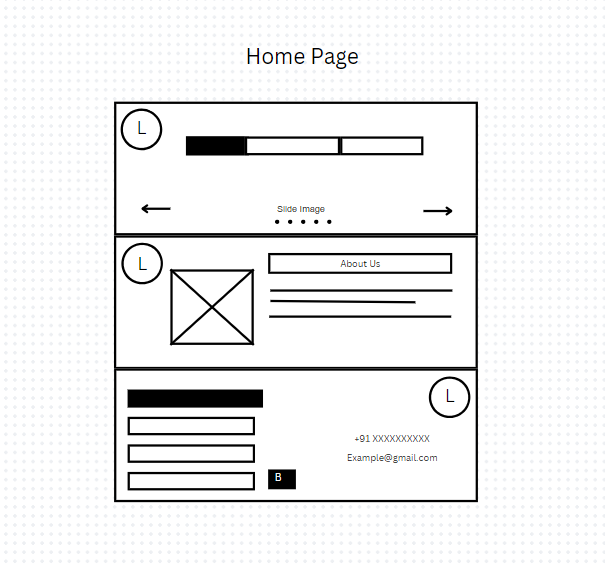 Home Page
L
Slide Image
L
About Us
L
+91 XXXXXXXXXX
Example@gmail.com
B